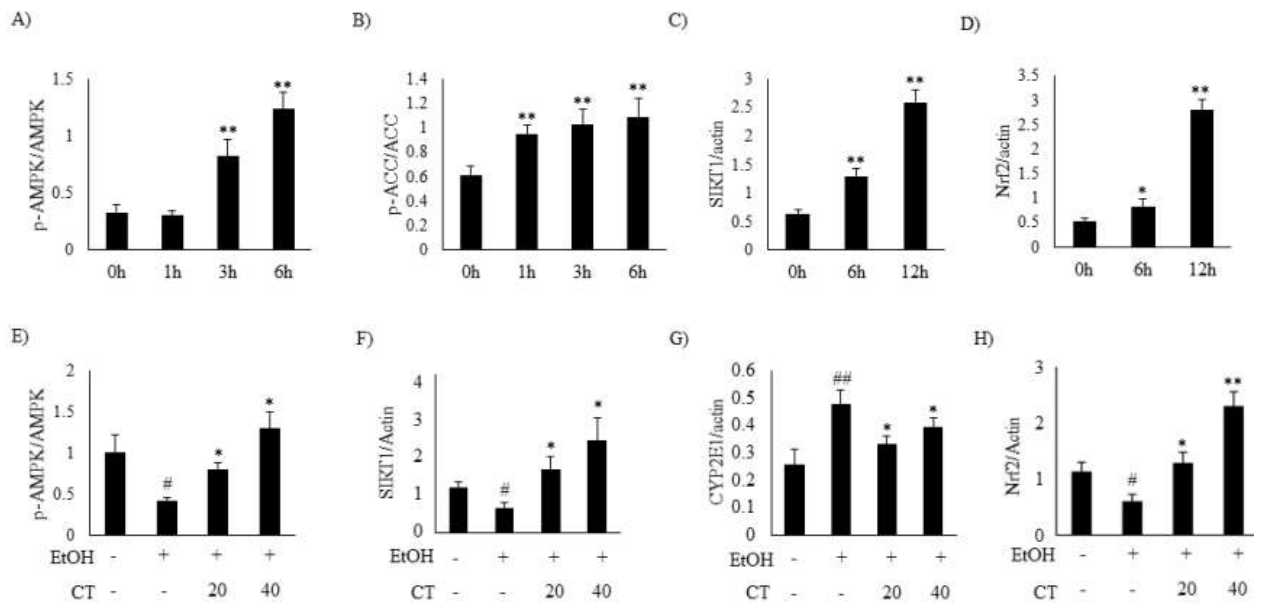 A)
p-AMPK/AMPK
1.5
1
0.5
0
**
**
0h 1h 3h 6h
B)
p-ACC/ACC
1.4
1.2
1
0.8
0.6
0.4
0.2
0
**
**
**
0h 1h 3h 6h
C)
SIRT1/actin
3
2.5
2
1.5
1
0.5
0
**
**
0h 6h 12h
D)
Nrf2/actin
3.5
3
2.5
2
1.5
1
0.5
0
*
**
0h 6h 12h
E)
p-AMPK/AMPK
2
1.5
1
0.5
0
#
*
*
EtOH - + + +
CT - - 20 40
F)
SIRT1/Actin
4
3
2
1
0
#
*
*
- + + +
- - 20 40
G)
CYP2E1/actin
0.6
0.5
0.4
0.3
0.2
0.1
0
##
*
*
EtOH - + + +
CT - - 20 40
H)
Nrf2/Actin
3
2
1
0
#
*
**
EtOH - + + +
CT - - 20 40